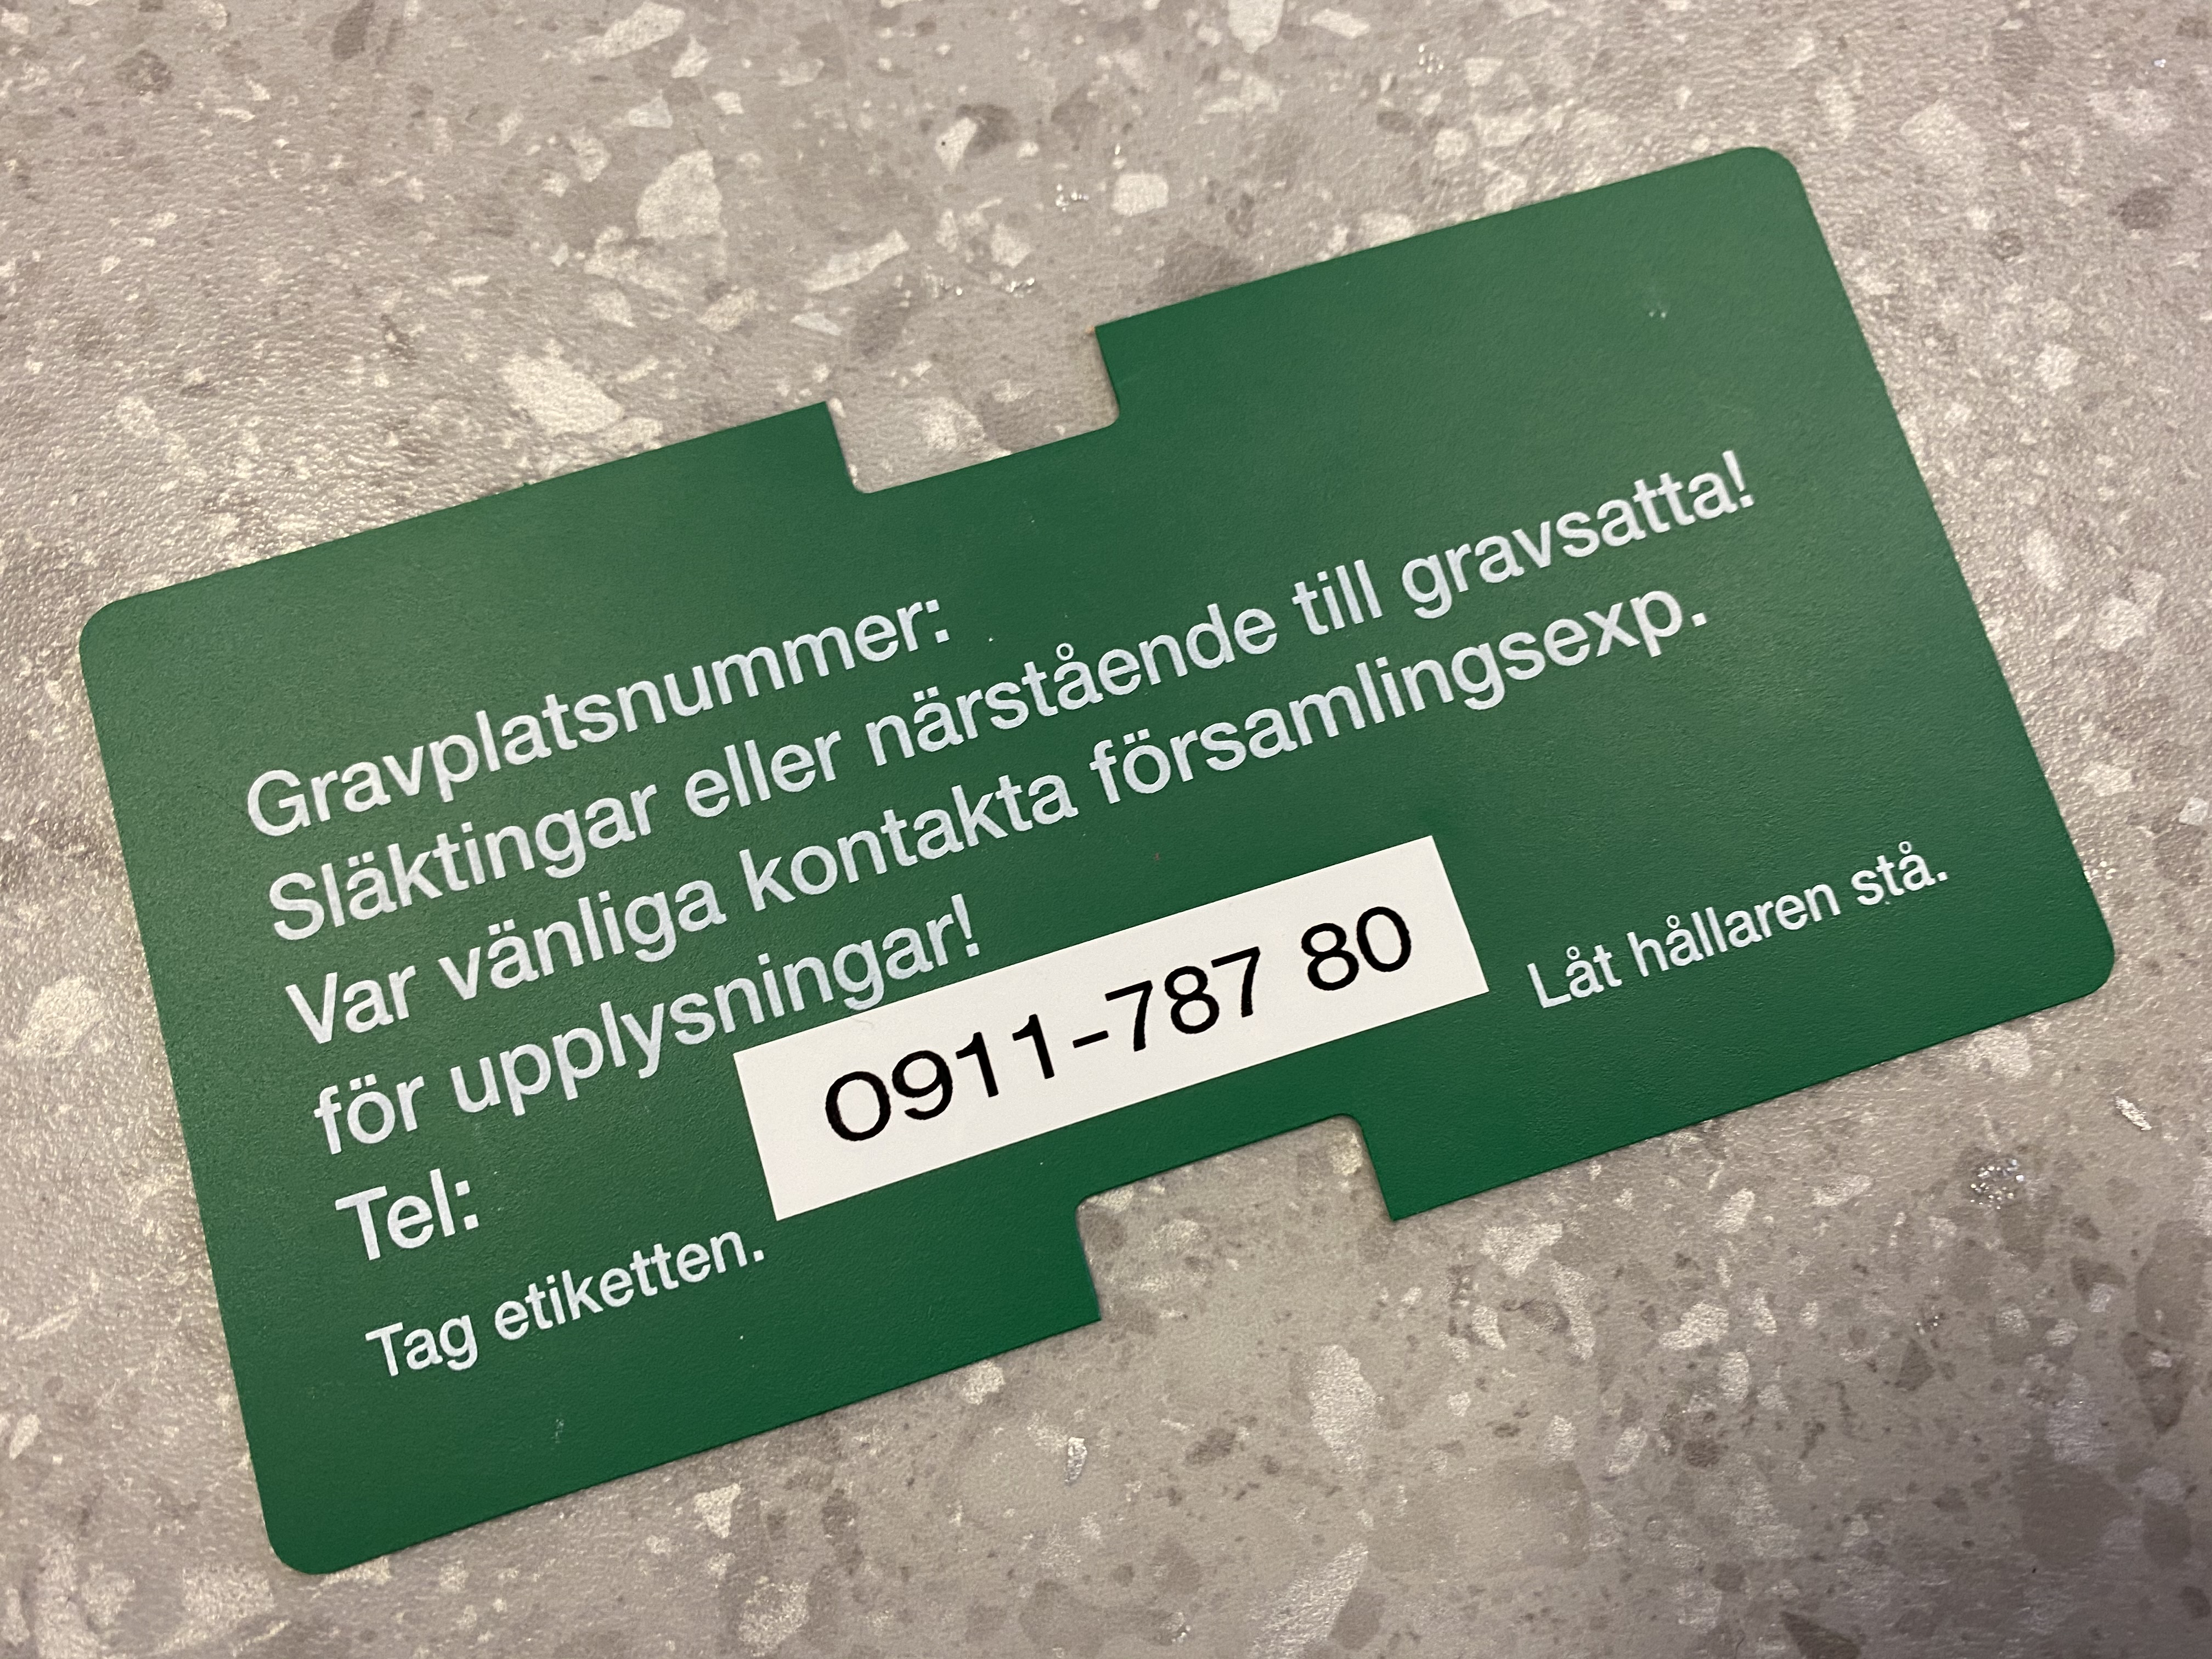 Gravplatsnummer:
Släktingar eller närstående till gravsatta!
Var vänliga kontakta församlingsexp.
för upplysningar!
Tel: 0911-787 80
Tag etiketten. Låt hållaren stå.